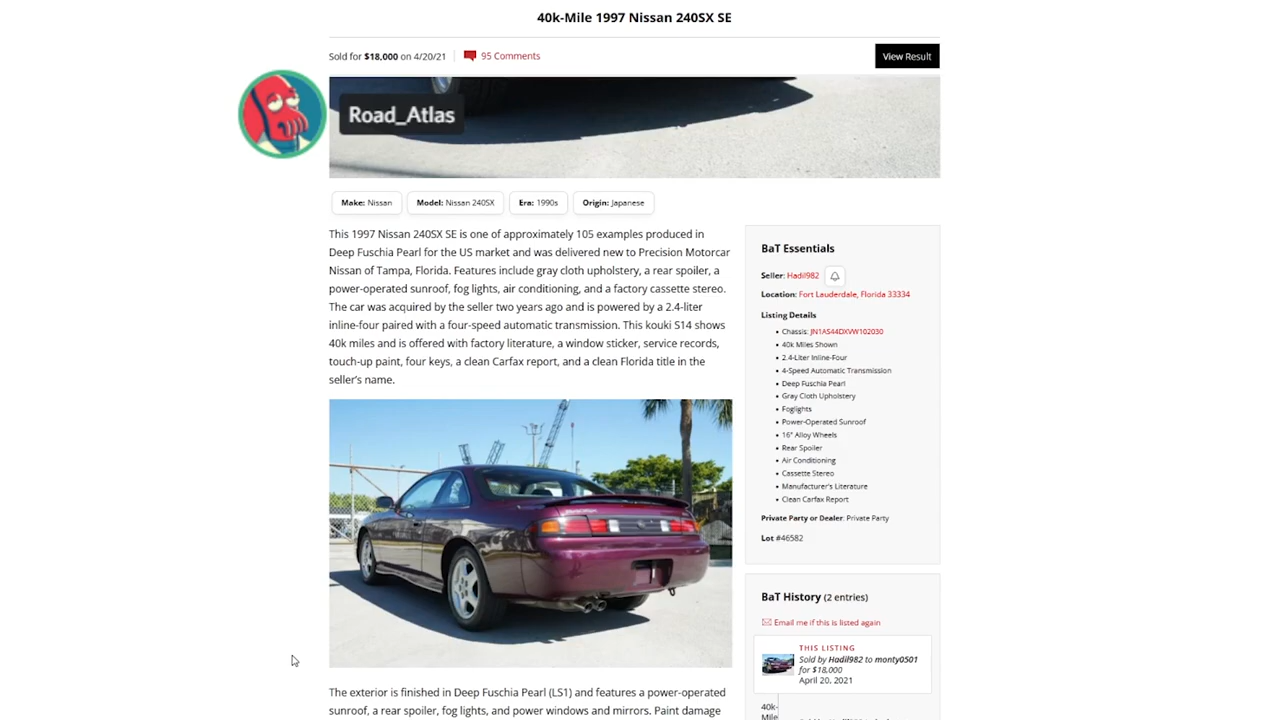 40k-Mile 1997 Nissan 240SX SE
Sold for $18,000 on 4/20/21
95 Comments
View Result
Road_Atlas
Make: Nissan
Model: Nissan 240SX
Era: 1990s
Origin: Japanese
This 1997 Nissan 240SX SE is one of approximately 105 examples produced in
Deep Fuschia Pearl for the US market and was delivered new to Precision Motorcar
Nissan of Tampa, Florida. Features include gray cloth upholstery, a rear spoiler, a
power-operated sunroof, fog lights, air conditioning, and a factory cassette stereo.
The car was acquired by the seller two years ago and is powered by a 2.4-liter
inline-four paired with a four-speed automatic transmission. This kouki S14 shows
40k miles and is offered with factory literature, a window sticker, service records,
touch-up paint, four keys, a clean Carfax report, and a clean Florida title in the
seller's name.
The exterior is finished in Deep Fuschia Pearl (LS1) and features a power-operated
sunroof, a rear spoiler, fog lights, and power windows and mirrors. Paint damage
BaT Essentials
Seller: Hadil982
Location: Fort Lauderdale, Florida 33334
Listing Details
• Chassis: JN1AS44DXVW102030
• 40k Miles Shown
• 2.4-Liter Inline-Four
• 4-Speed Automatic Transmission
• Deep Fuschia Pearl
• Gray Cloth Upholstery
• Foglights
• Power-Operated Sunroof
• 16" Alloy Wheels
• Rear Spoiler
• Air Conditioning
• Cassette Stereo
• Manufacturer's Literature
• Clean Carfax Report
Private Party or Dealer: Private Party
Lot #46582
BaT History (2 entries)
Email me if this is listed again
THIS LISTING
Sold by Hadil982 to monty0501
for $18,000
April 20, 2021
40k-
Mile